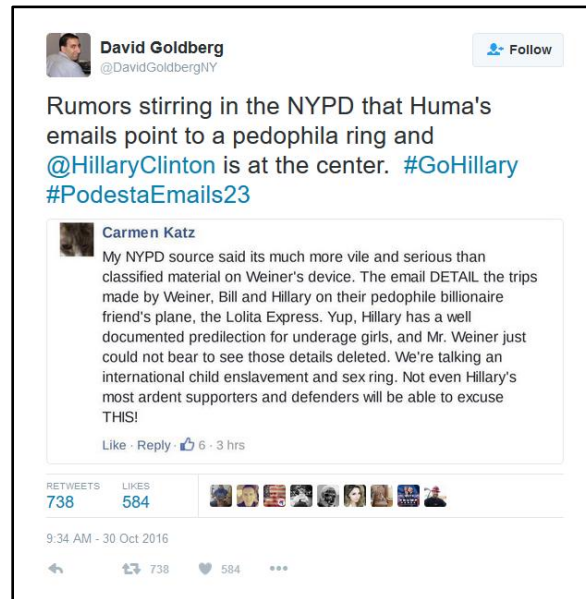 David Goldberg
@DavidGoldbergNY
Follow
Rumors stirring in the NYPD that Huma's
emails point to a pedophila ring and
@HillaryClinton is at the center. #GoHillary
#PodestaEmails23
Carmen Katz
My NYPD source said its much more vile and serious than
classified material on Weiner's device. The email DETAIL the trips
made by Weiner, Bill and Hillary on their pedophile billionaire
friend's plane, the Lolita Express. Yup, Hillary has a well
documented predilection for underage girls, and Mr. Weiner just
could not bear to see those details deleted. We're talking an
international child enslavement and sex ring. Not even Hillary's
most ardent supporters and defenders will be able to excuse
THIS!
Like · Reply · 6 · 3 hrs
RETWEETS LIKES
738 584
9:34 AM - 30 Oct 2016
738 584